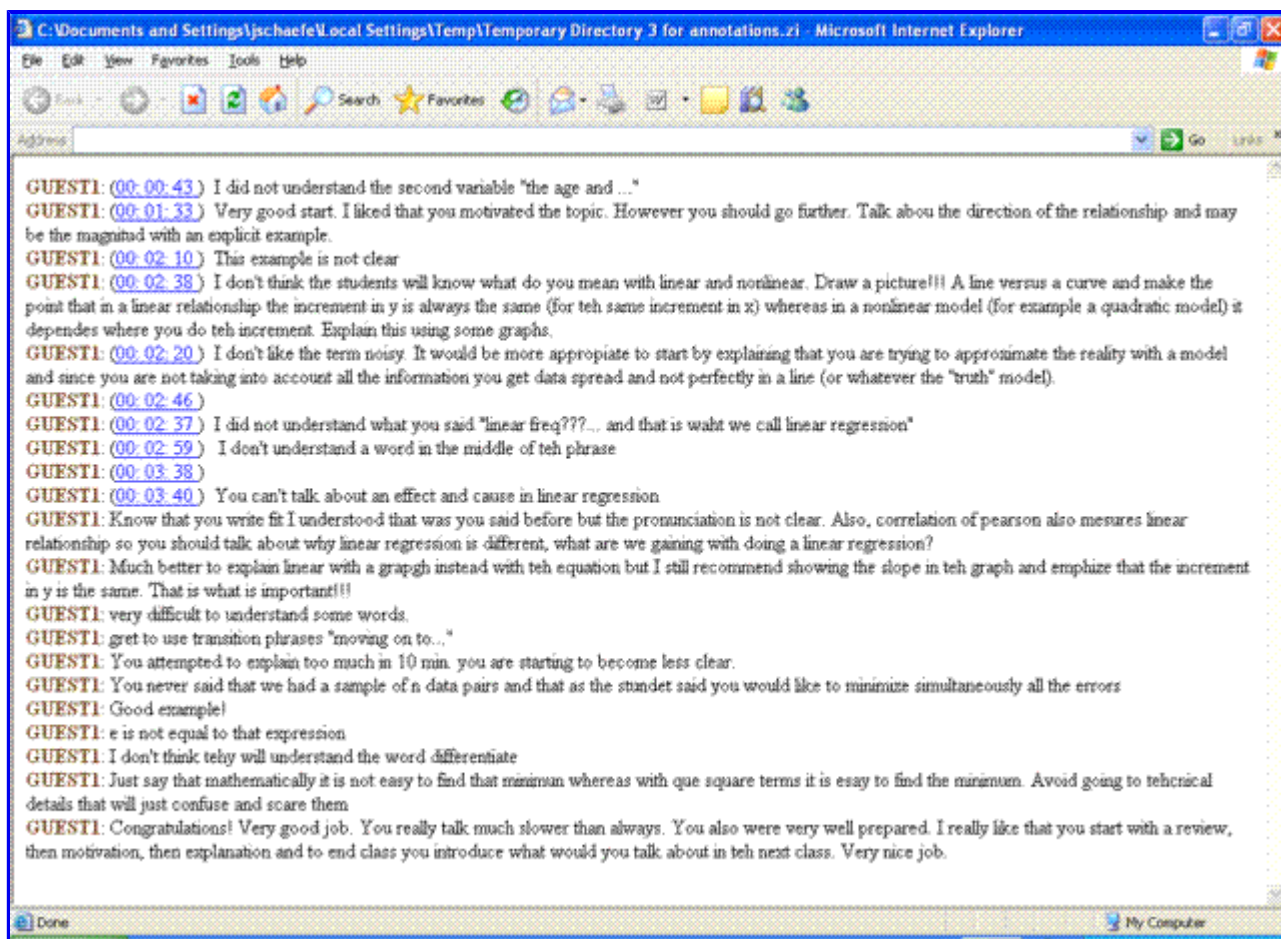 C:\Documents and Settings\jschaefe\Local Settings\Temp\Temporary Directory 3 for annotations.zi - Microsoft Internet Explorer
File Edit View Favorites Tools Help
Back Search Favorites
Address Go Links
GUEST1: (00: 00: 43 ) I did not understand the second variable "the age and ..."
GUEST1: (00: 01: 33 ) Very good start. I liked that you motivated the topic. However you should go further. Talk abou the direction of the relationship and may
be the magnitud with an explicit example.
GUEST1: (00: 02: 10 ) This example is not clear
GUEST1: (00: 02: 38 ) I don't think the students will know what do you mean with linear and nonlinear. Draw a picture!!! A line versus a curve and make the
point that in a linear relationship the increment in y is always the same (for teh same increment in x) whereas in a nonlinear model (for example a quadratic model) it
dependes where you do teh increment. Explain this using some graphs.
GUEST1: (00: 02: 20 ) I don't like the term noisy. It would be more appropiate to start by explaining that you are trying to approximate the reality with a model
and since you are not taking into account all the information you get data spread and not perfectly in a line (or whatever the "truth" model).
GUEST1: (00: 02: 46 )
GUEST1: (00: 02: 37 ) I did not understand what you said "linear freq???... and that is waht we call linear regression"
GUEST1: (00: 02: 59 ) I don't understand a word in the middle of teh phrase
GUEST1: (00: 03: 38 )
GUEST1: (00: 03: 40 ) You can't talk about an effect and cause in linear regression
GUEST1: Know that you write fit I understood that was you said before but the pronunciation is not clear. Also, correlation of pearson also mesures linear
relationship so you should talk about why linear regression is different, what are we gaining with doing a linear regression?
GUEST1: Much better to explain linear with a grapgh instead with teh equation but I still recommend showing the slope in teh graph and emphize that the increment
in y is the same. That is what is important!!!
GUEST1: very difficult to understand some words.
GUEST1: gret to use transition phrases "moving on to..."
GUEST1: You attempted to explain too much in 10 min. you are starting to become less clear.
GUEST1: You never said that we had a sample of n data pairs and that as the stundet said you would like to minimize simultaneously all the errors
GUEST1: Good example!
GUEST1: e is not equal to that expression
GUEST1: I don't think tehy will understand the word differentiate
GUEST1: Just say that mathematically it is not easy to find that minimun whereas with que square terms it is esay to find the minimum. Avoid going to tehcnical
details that will just confuse and scare them
GUEST1: Congratulations! Very good job. You really talk much slower than always. You also were very well prepared. I really like that you start with a review,
then motivation, then explanation and to end class you introduce what would you talk about in teh next class. Very nice job.
Done My Computer